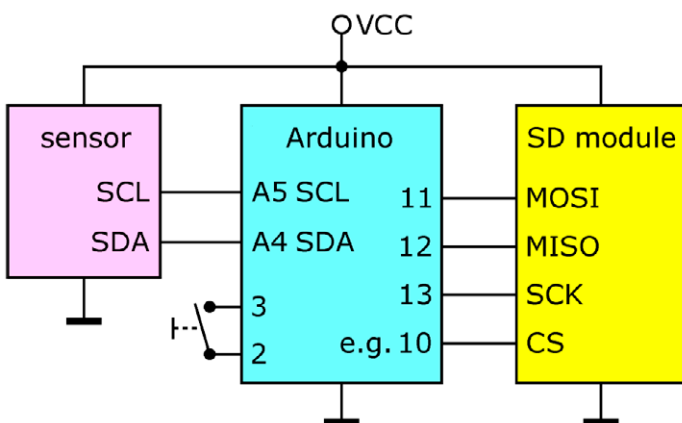 VCC
sensor
SCL
SDA
Arduino
A5 SCL
A4 SDA
3
2
11
12
13
e.g. 10
SD module
MOSI
MISO
SCK
CS